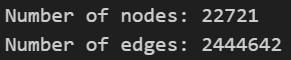 Number of nodes: 22721
Number of edges: 2444642